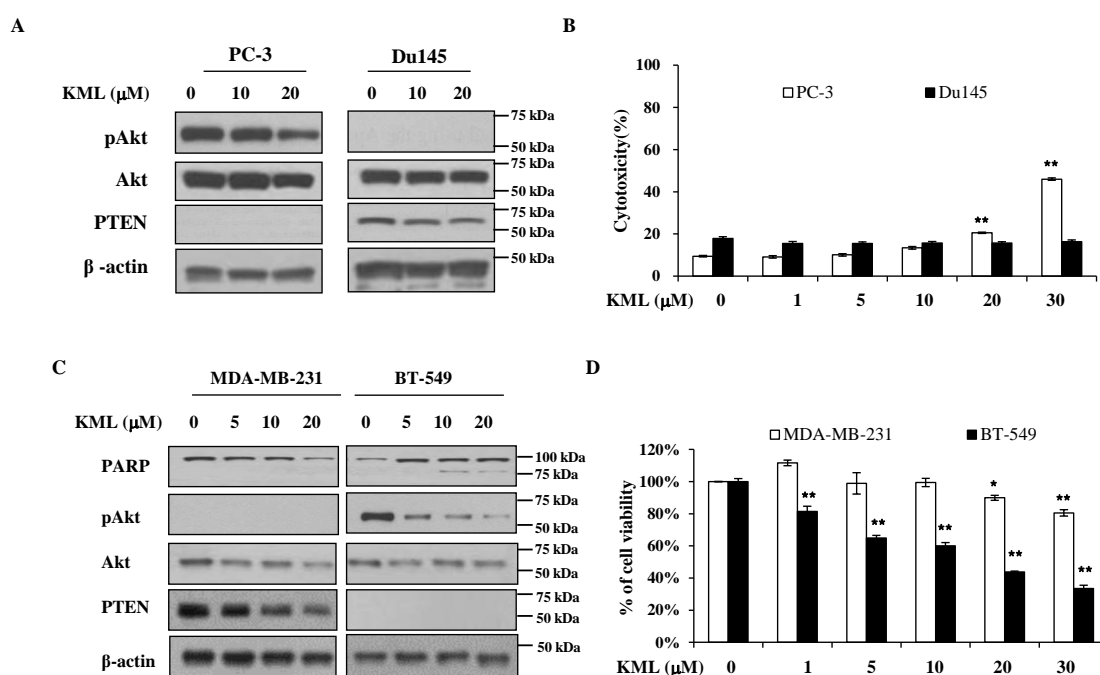 A
PC-3 Du145
KML (μM) 0 10 20 0 10 20
pAkt
75 kDa
50 kDa
Akt
75 kDa
50 kDa
PTEN
75 kDa
50 kDa
β -actin
50 kDa
B
PC-3 Du145
Cytotoxicity(%)
100
80
60
40
20
0
**
**
KML (μM) 0 1 5 10 20 30
C
MDA-MB-231 BT-549
KML (μM) 0 5 10 20 0 5 10 20
PARP
100 kDa
75 kDa
pAkt
75 kDa
50 kDa
Akt
75 kDa
50 kDa
PTEN
75 kDa
50 kDa
β-actin
50 kDa
D
MDA-MB-231 BT-549
% of cell viability
120%
100%
80%
60%
40%
20%
0%
**
**
**
*
**
**
**
KML (μM) 0 1 5 10 20 30